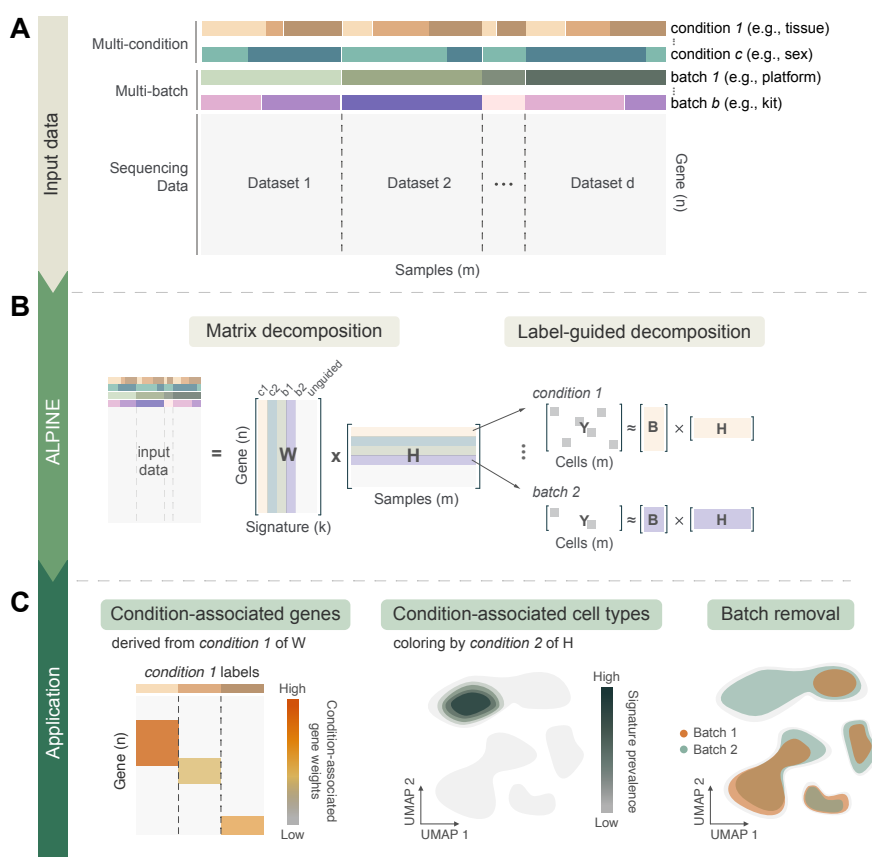 A
Input data
Multi-condition
condition 1 (e.g., tissue)
condition c (e.g., sex)
Multi-batch
batch 1 (e.g., platform)
batch b (e.g., kit)
Sequencing
Data
Dataset 1
Dataset 2
...
Dataset d
Gene (n)
Samples (m)
B
ALPINE
Matrix decomposition
Label-guided decomposition
input
data
=
Gene (n)
c1
c2
b1
b2
unguided
W
Signature (k)
x
H
Samples (m)
condition 1
Y
≈
B
×
H
Cells (m)
batch 2
Y
≈
B
×
H
Cells (m)
C
Application
Condition-associated genes
derived from condition 1 of W
condition 1 labels
Gene (n)
High
Condition-associated
gene weights
Low
Condition-associated cell types
coloring by condition 2 of H
High
Signature prevalence
Low
UMAP 2
UMAP 1
Batch removal
Batch 1
Batch 2
UMAP 2
UMAP 1